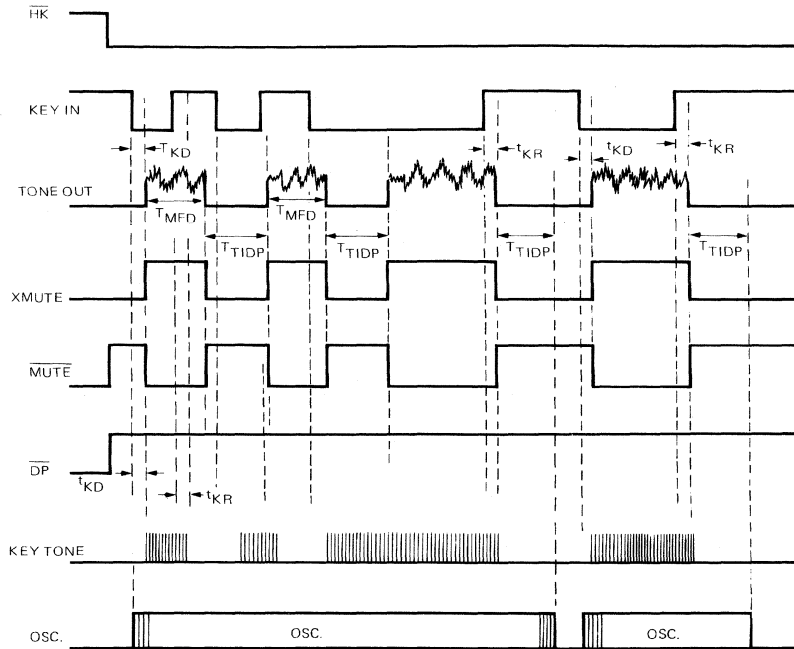 HK
KEY IN
T KD
t KR
t KD
t KR
TONE OUT
T MFD
T MFD
T TIDP
T TIDP
T TIDP
T TIDP
XMUTE
MUTE
DP
t KD
t KR
KEY TONE
OSC.
OSC.
OSC.